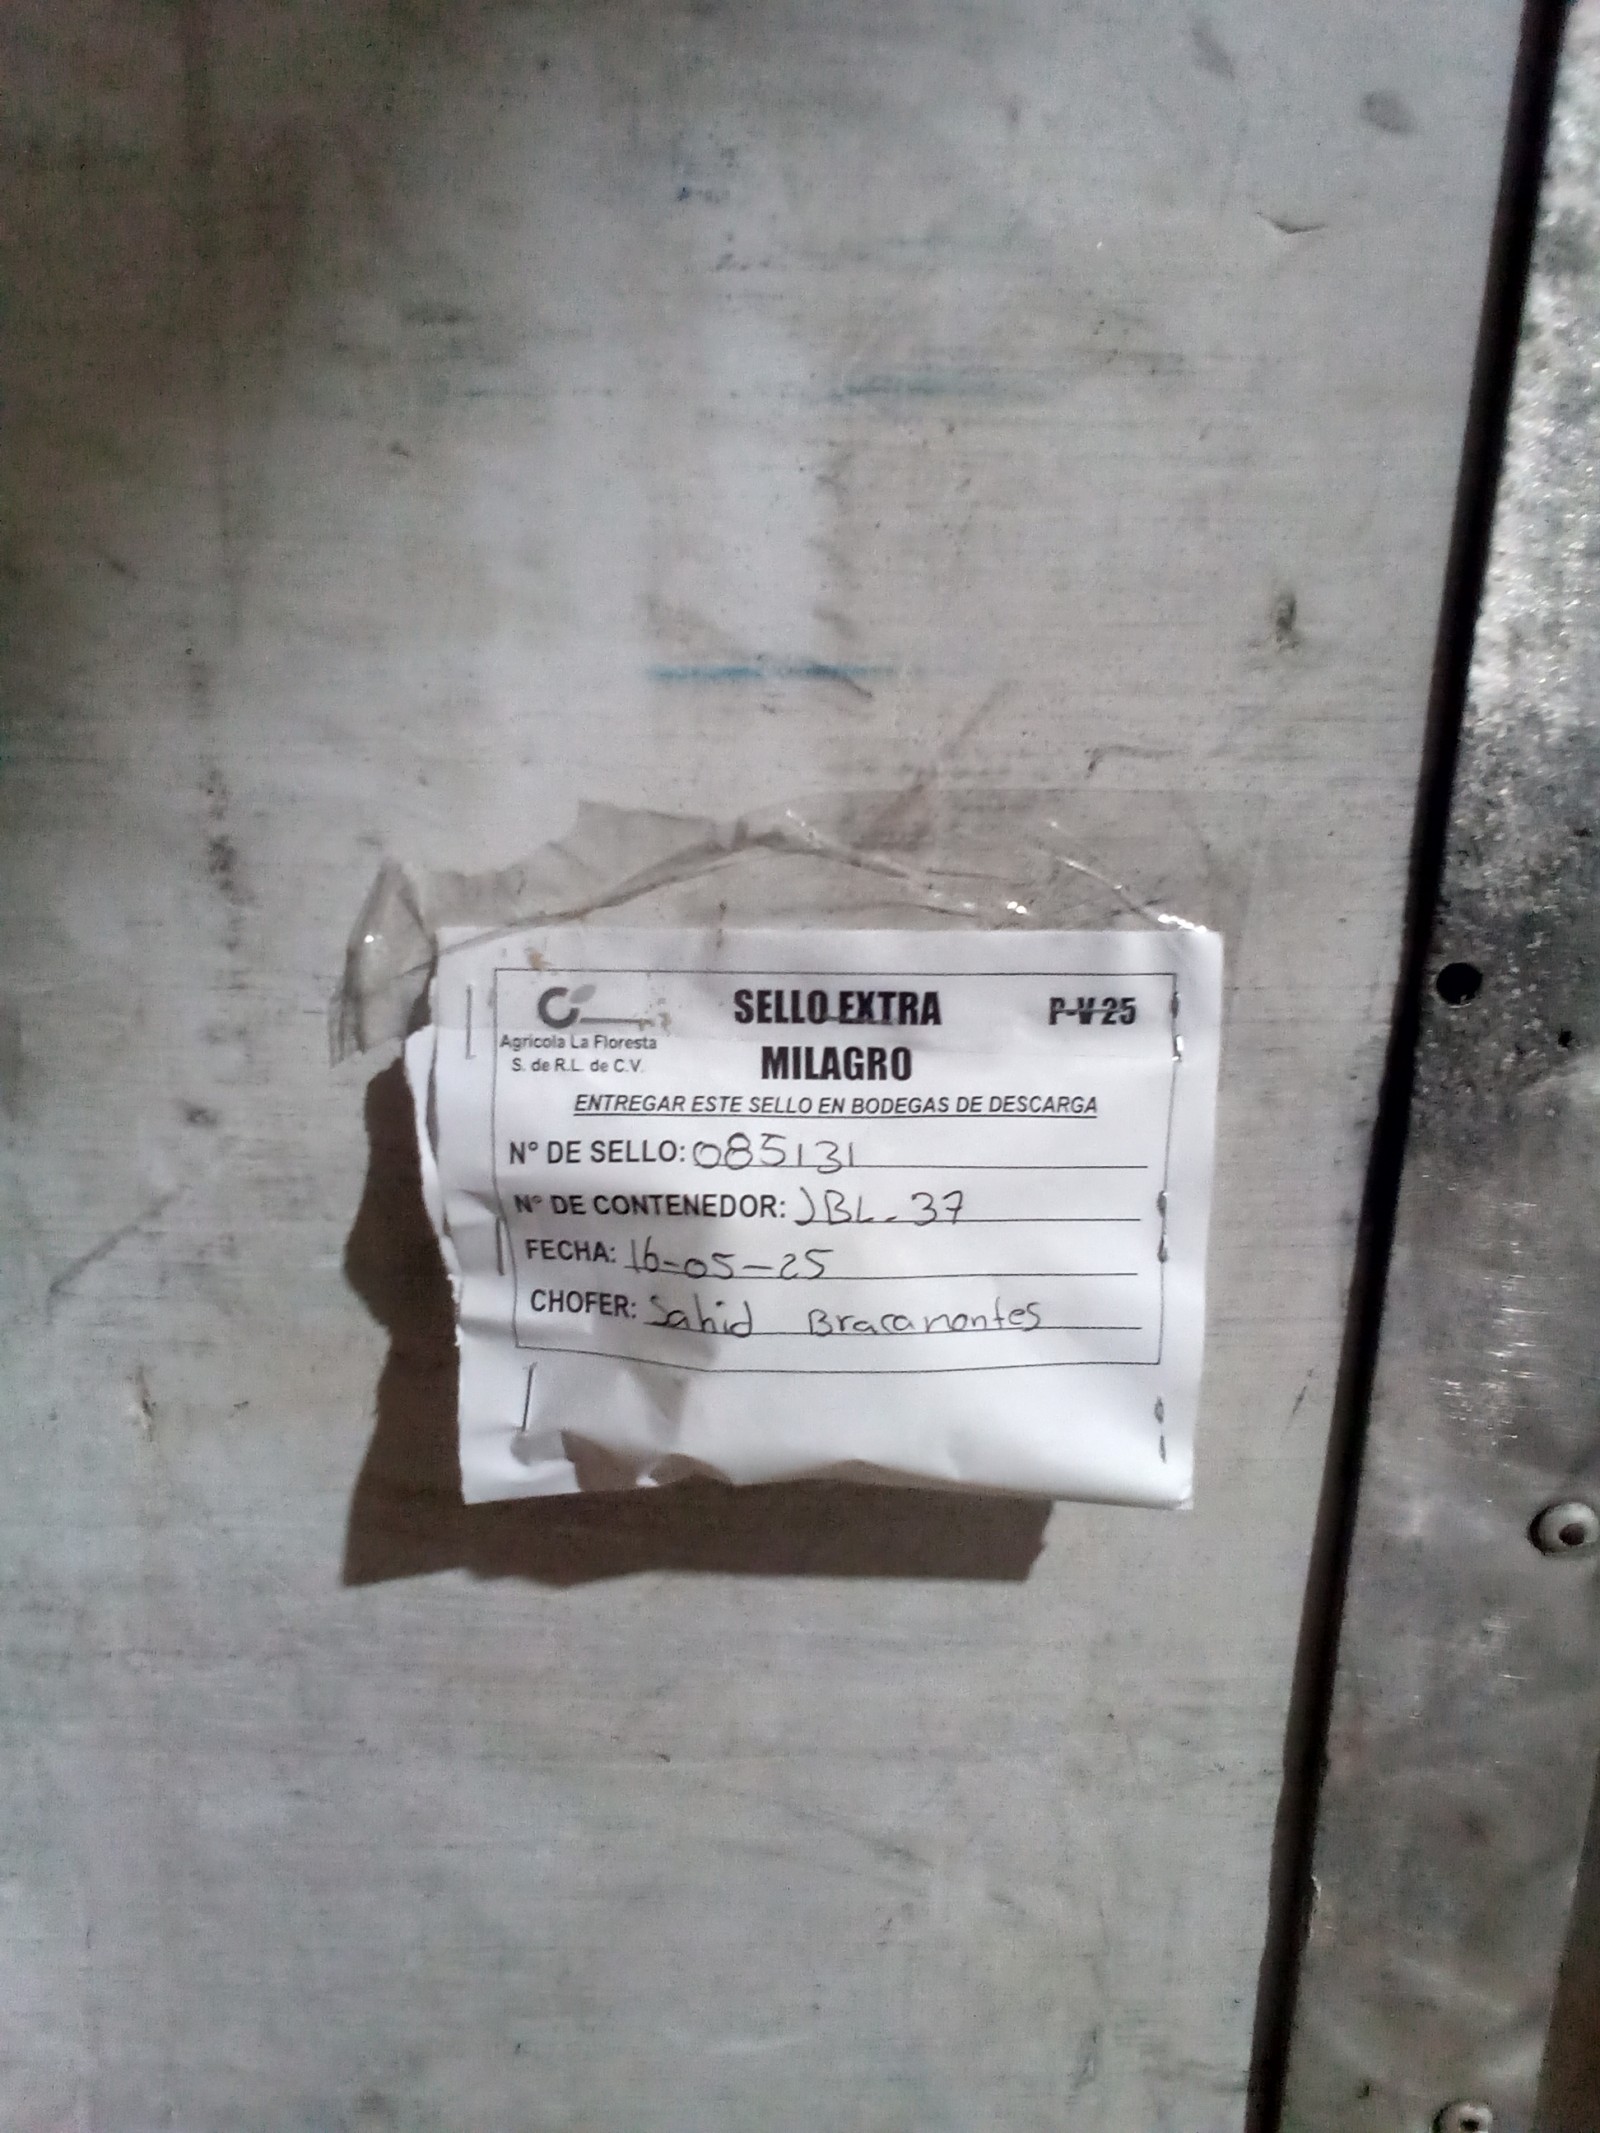 SELLO EXTRA P-V 25
Agricola La Floresta
S. de R.L. de C.V.
MILAGRO
ENTREGAR ESTE SELLO EN BODEGAS DE DESCARGA
N° DE SELLO: 085131
N° DE CONTENEDOR: JBL-37
FECHA: 16-05-25
CHOFER: Sahid Bracamontes